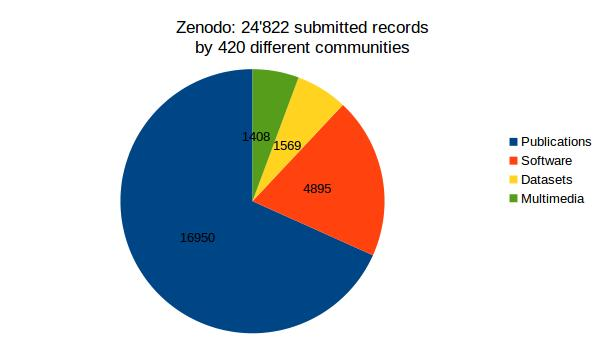 Zenodo: 24'822 submitted records
by 420 different communities
1408
1569
4895
16950
Publications
Software
Datasets
Multimedia